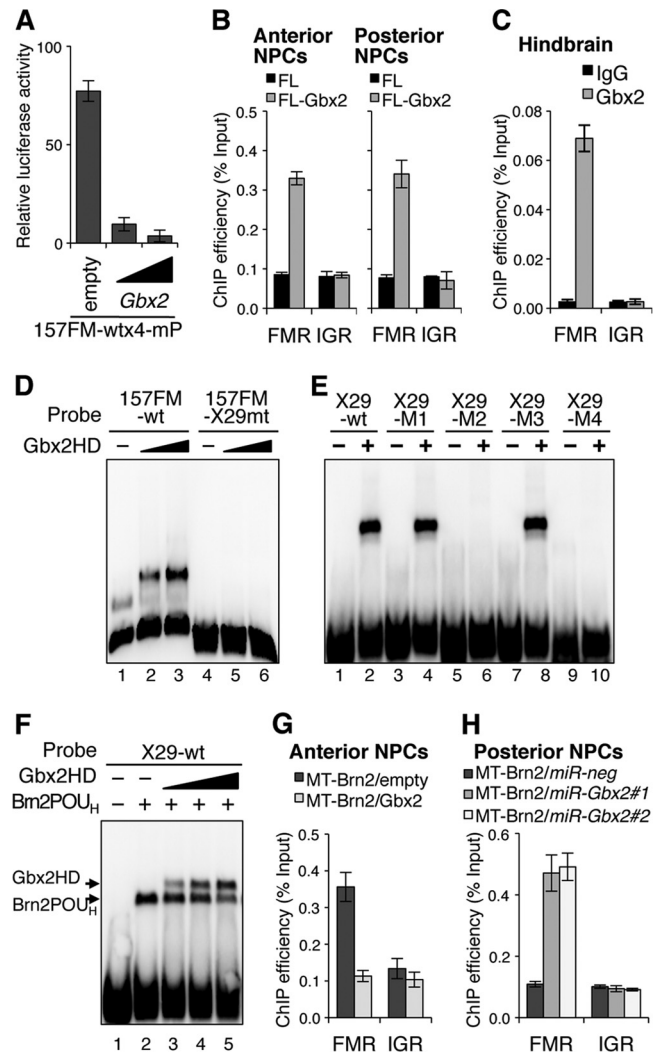 A
Relative luciferase activity
100
50
0
empty
Gbx2
157FM-wtx4-mP
B
Anterior NPCs
FL
FL-Gbx2
Posterior NPCs
FL
FL-Gbx2
ChIP efficiency (% Input)
0.5
0.4
0.3
0.2
0.1
0.0
FMR IGR
FMR IGR
C
Hindbrain
IgG
Gbx2
ChIP efficiency (% Input)
0.08
0.06
0.04
0.02
0.00
FMR IGR
D
Probe
157FM -wt
157FM -X29mt
Gbx2HD
–
–
1 2 3 4 5 6
E
X29 -wt
X29 -M1
X29 -M2
X29 -M3
X29 -M4
– + – + – + – + – +
1 2 3 4 5 6 7 8 9 10
F
Probe X29-wt
Gbx2HD – –
Brn2POUH – + + + +
Gbx2HD
Brn2POUH
1 2 3 4 5
G
Anterior NPCs
MT-Brn2/empty
MT-Brn2/Gbx2
ChIP efficiency (% Input)
0.5
0.4
0.3
0.2
0.1
0.0
FMR IGR
H
Posterior NPCs
MT-Brn2/miR-neg
MT-Brn2/miR-Gbx2#1
MT-Brn2/miR-Gbx2#2
ChIP efficiency (% Input)
0.6
0.4
0.2
0.0
FMR IGR